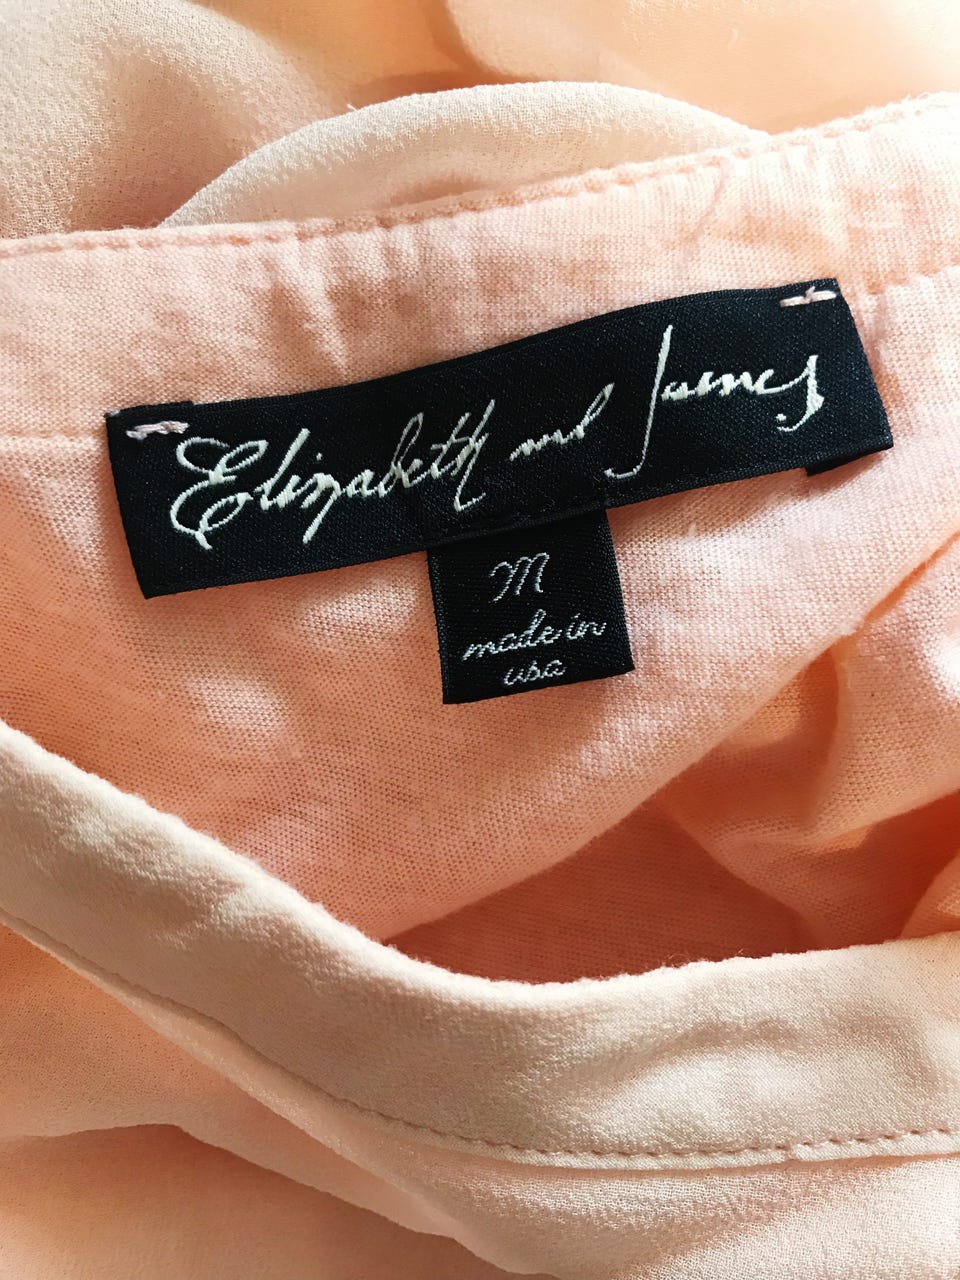 Elizabeth and James
M
made in
usa